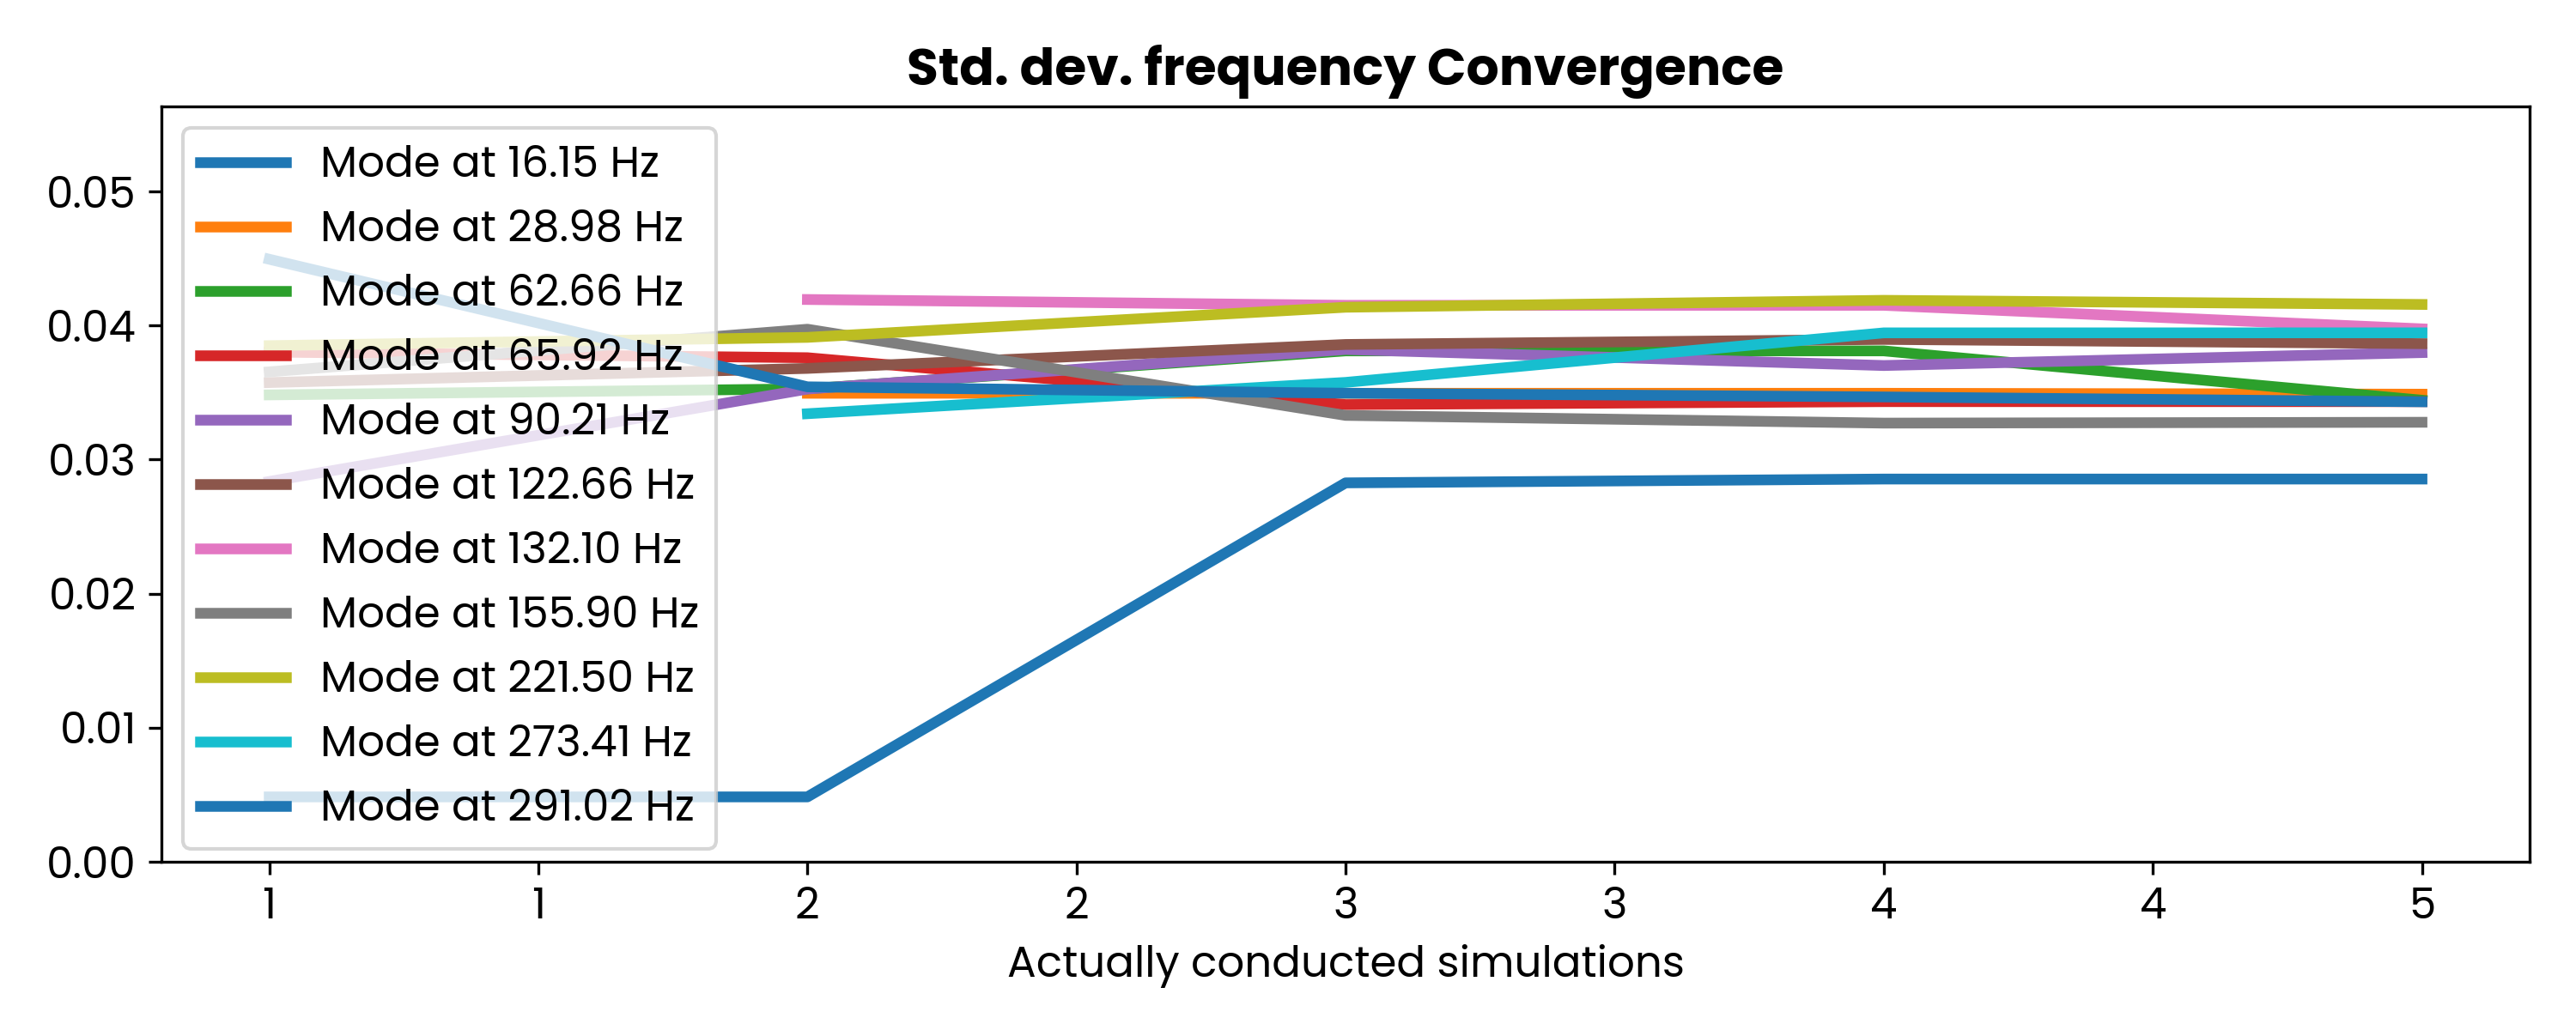 Std. dev. frequency Convergence
0.05
0.04
0.03
0.02
0.01
0.00
Mode at 16.15 Hz
Mode at 28.98 Hz
Mode at 62.66 Hz
Mode at 65.92 Hz
Mode at 90.21 Hz
Mode at 122.66 Hz
Mode at 132.10 Hz
Mode at 155.90 Hz
Mode at 221.50 Hz
Mode at 273.41 Hz
Mode at 291.02 Hz
1 1 2 2 3 3 4 4 5
Actually conducted simulations